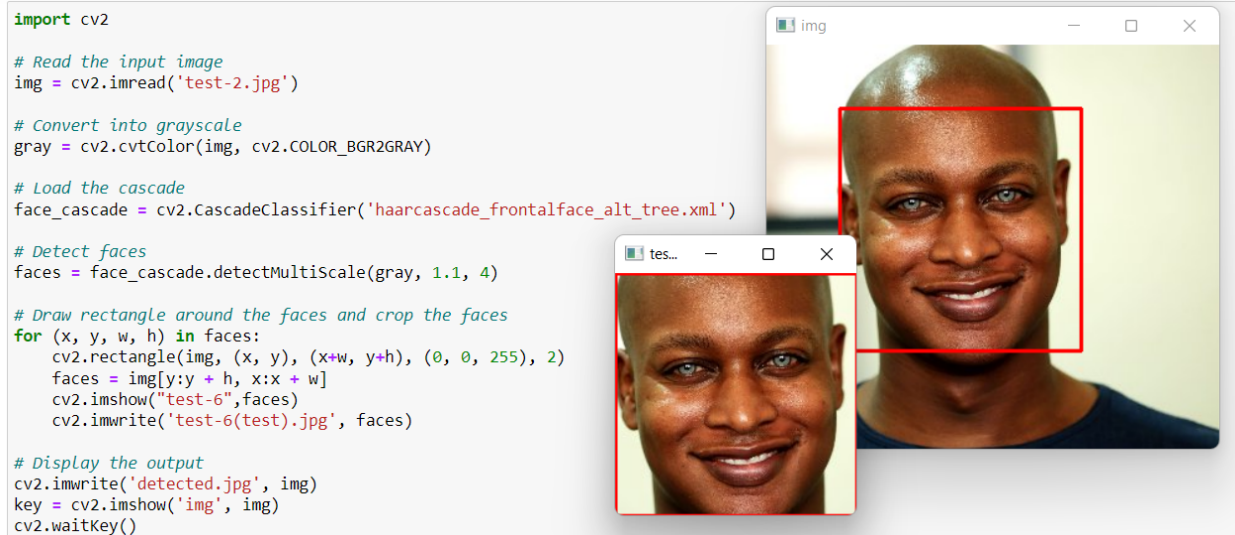 import cv2
# Read the input image
img = cv2.imread('test-2.jpg')
# Convert into grayscale
gray = cv2.cvtColor(img, cv2.COLOR_BGR2GRAY)
# Load the cascade
face_cascade = cv2.CascadeClassifier('haarcascade_frontalface_alt_tree.xml')
# Detect faces
faces = face_cascade.detectMultiScale(gray, 1.1, 4)
# Draw rectangle around the faces and crop the faces
for (x, y, w, h) in faces:
    cv2.rectangle(img, (x, y), (x+w, y+h), (0, 0, 255), 2)
    faces = img[y:y + h, x:x + w]
    cv2.imshow("test-6",faces)
    cv2.imwrite('test-6(test).jpg', faces)
# Display the output
cv2.imwrite('detected.jpg', img)
key = cv2.imshow('img', img)
cv2.waitKey()
img
tes...